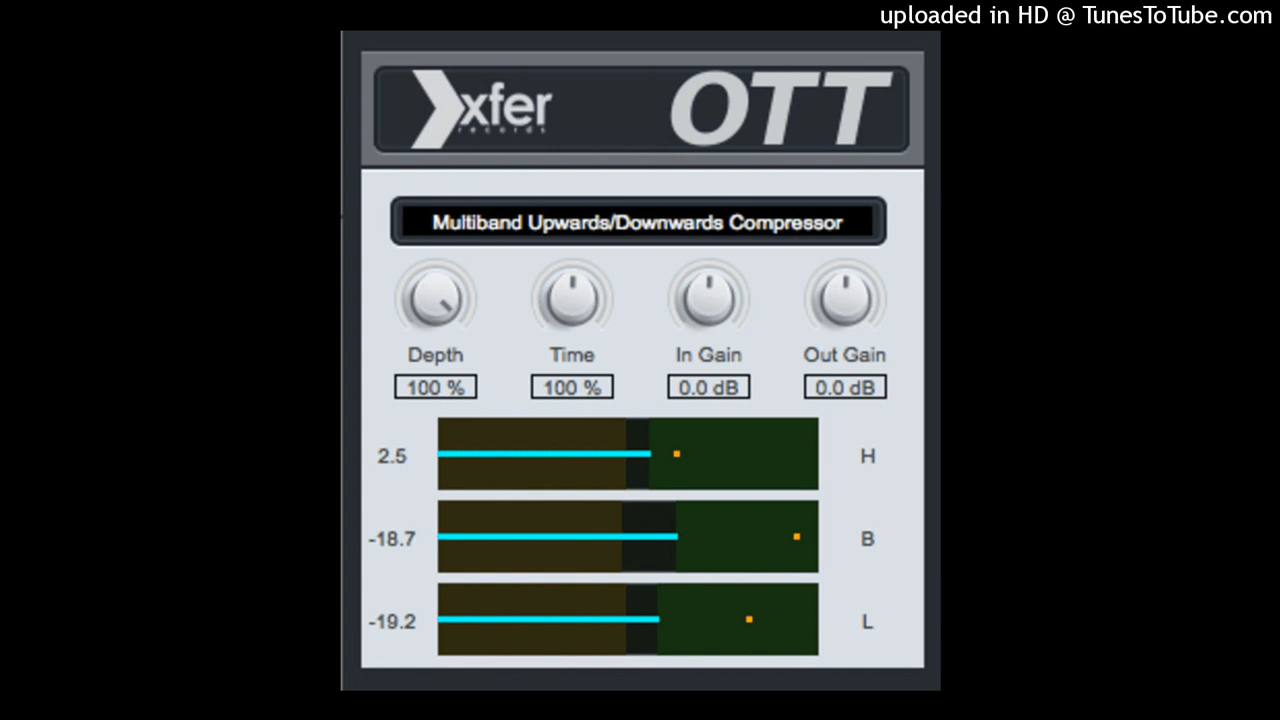 uploaded in HD @ TunesToTube.com
xfer
records
OTT
Multiband Upwards/Downwards Compressor
Depth Time In Gain Out Gain
100 % 100 % 0.0 dB 0.0 dB
2.5 H
-18.7 B
-19.2 L